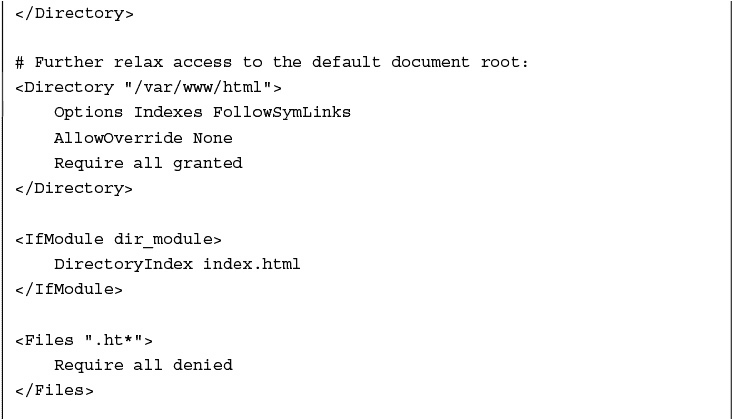 </Directory>
# Further relax access to the default document root:
<Directory "/var/www/html">
    Options Indexes FollowSymLinks
    AllowOverride None
    Require all granted
</Directory>
<IfModule dir_module>
    DirectoryIndex index.html
</IfModule>
<Files ".ht*">
    Require all denied
</Files>